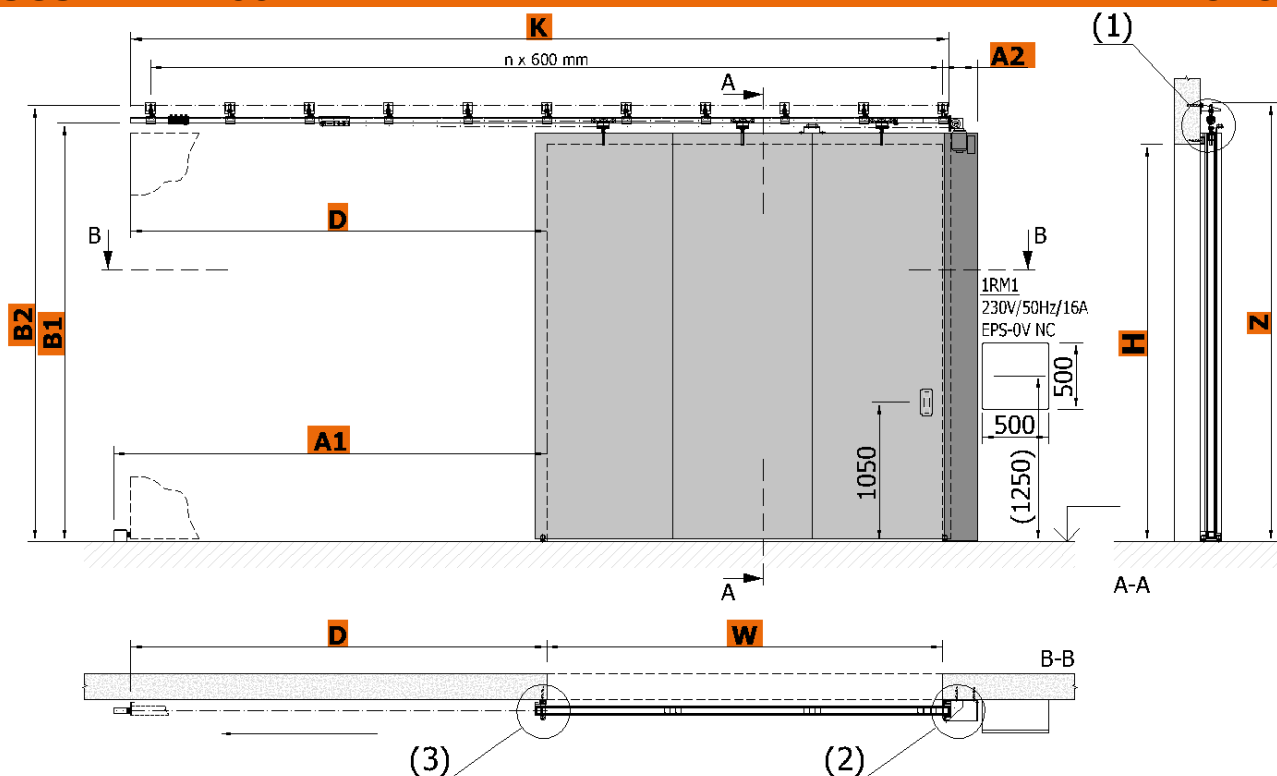 K
(1)
n x 600 mm
A2
A
D
B
B
B2
B1
1RM1
230V/50Hz/16A
EPS-0V NC
H
Z
500
500
A1
1050
(1250)
A
A-A
D
W
B-B
(3)
(2)